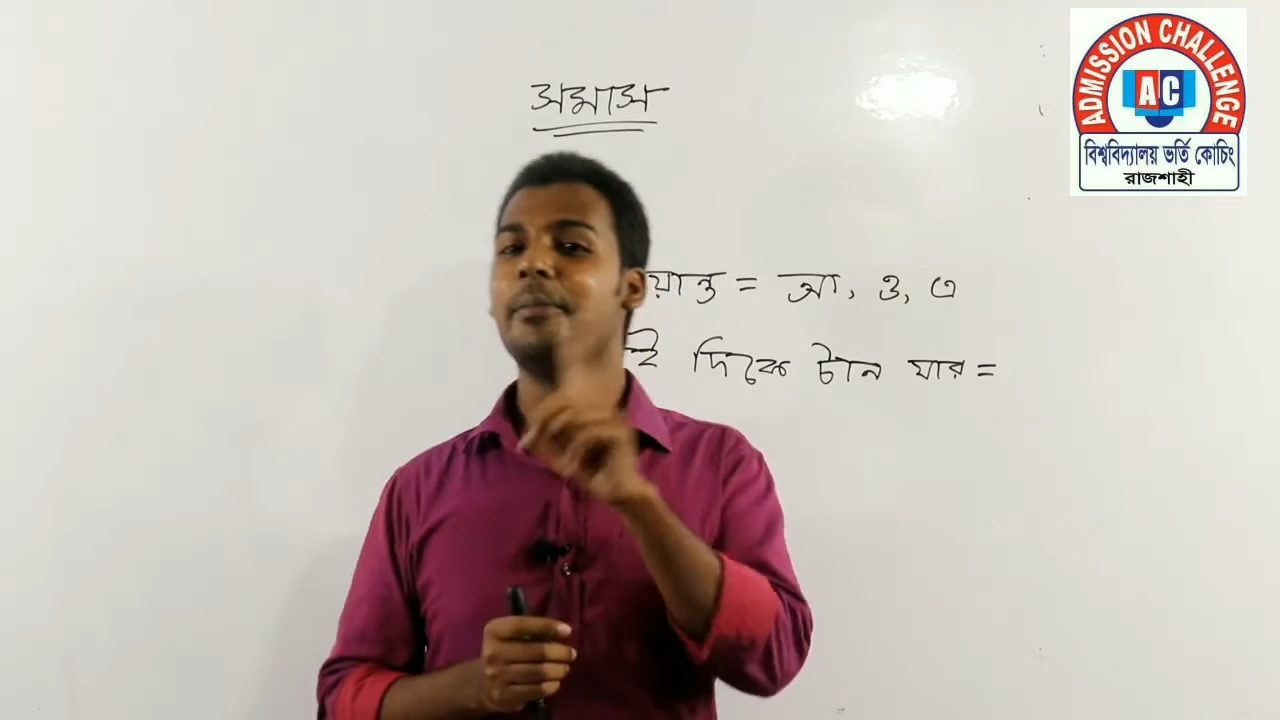 সমাস
য়ান্ত = আ, ও, এ
ই দিকে টান যার =
ADMISSION CHALLENGE
AC
বিশ্ববিদ্যালয় ভর্তি কোচিং
রাজশাহী